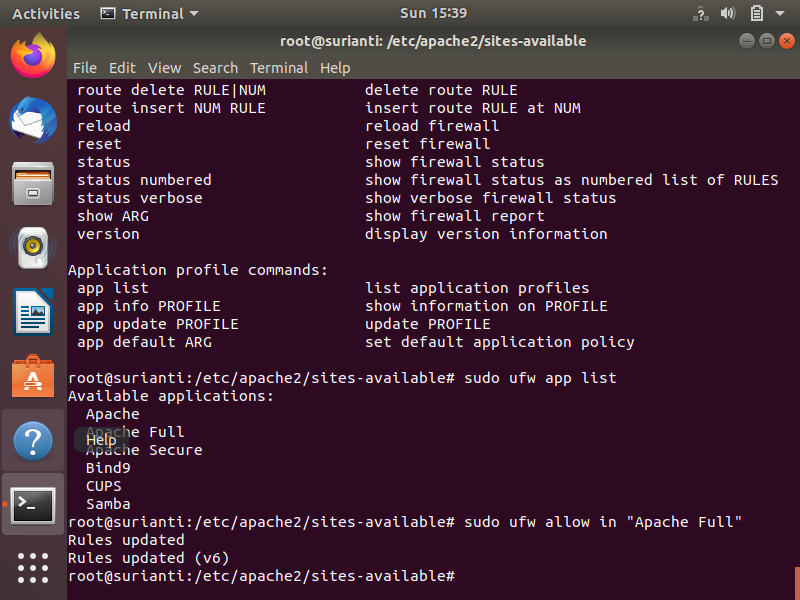 Activities Terminal Sun 15:39
root@surianti: /etc/apache2/sites-available
File Edit View Search Terminal Help
route delete RULE|NUM delete route RULE
route insert NUM RULE insert route RULE at NUM
reload reload firewall
reset reset firewall
status show firewall status
status numbered show firewall status as numbered list of RULES
status verbose show verbose firewall status
show ARG show firewall report
version display version information
Application profile commands:
app list list application profiles
app info PROFILE show information on PROFILE
app update PROFILE update PROFILE
app default ARG set default application policy
root@surianti:/etc/apache2/sites-available# sudo ufw app list
Available applications:
Apache
Apache Full
Help
Apache Secure
Bind9
CUPS
Samba
root@surianti:/etc/apache2/sites-available# sudo ufw allow in "Apache Full"
Rules updated
Rules updated (v6)
root@surianti:/etc/apache2/sites-available#